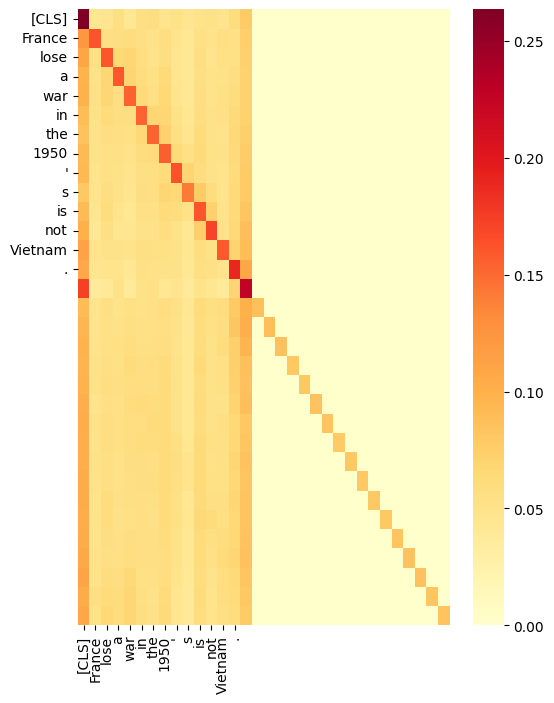 [CLS]
France
lose
a
war
in
the
1950
'
s
is
not
Vietnam
.
[CLS]
France
lose
a
war
in
the
1950
'
s
is
not
Vietnam
.
0.25
0.20
0.15
0.10
0.05
0.00